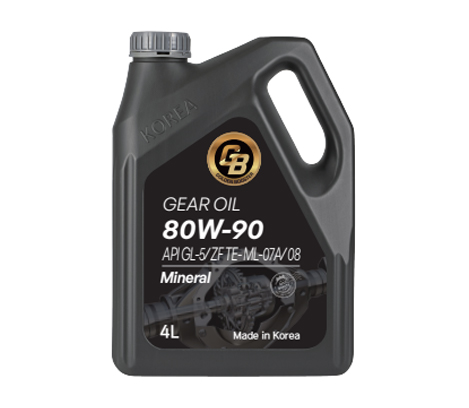 KOREA
GB
GEAR OIL
80W-90
API GL-5/ZF TE-ML-07A/08
Mineral
4L
Made in Korea